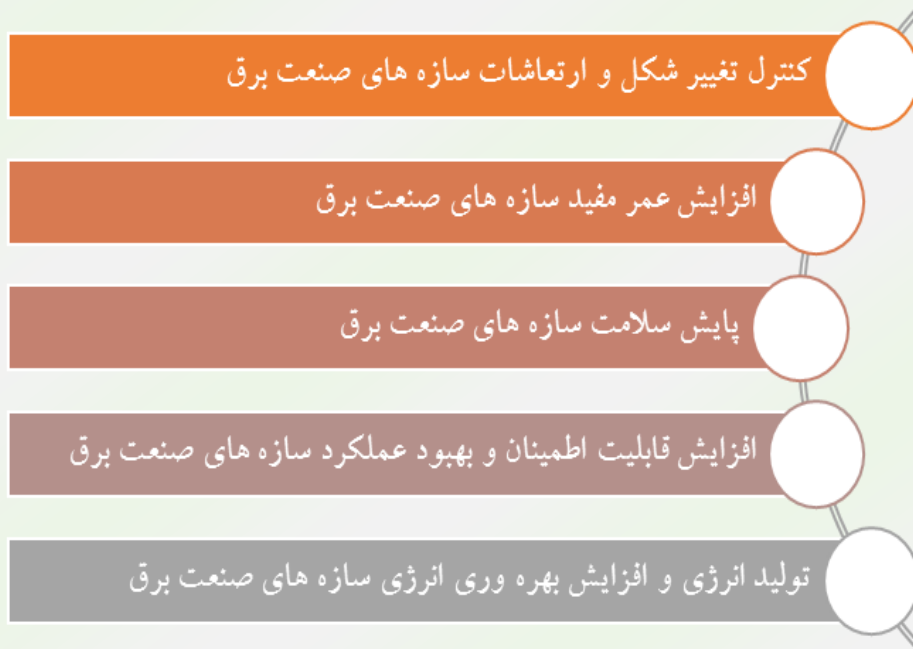 کنترل تغییر شکل و ارتعاشات سازه های صنعت برق
افزایش عمر مفید سازه های صنعت برق
پایش سلامت سازه های صنعت برق
افزایش قابلیت اطمینان و بهبود عملکرد سازه های صنعت برق
تولید انرژی و افزایش بهره وری انرژی سازه های صنعت برق